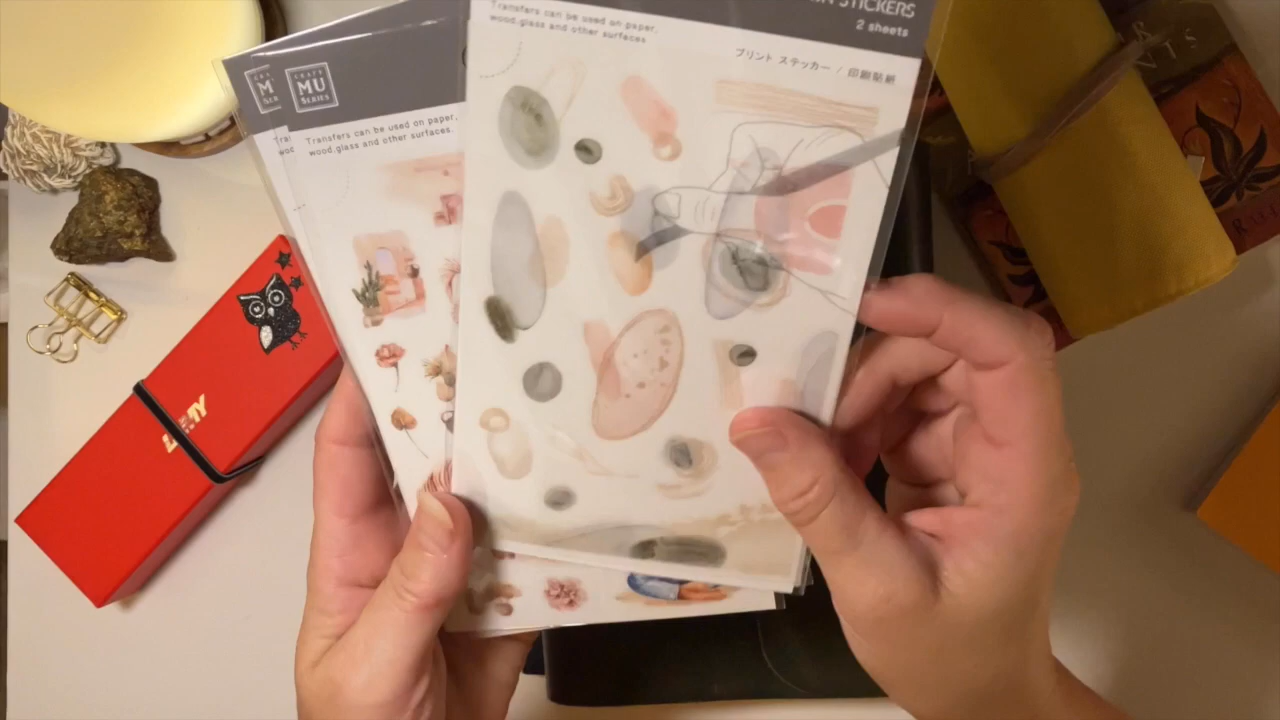 STICKERS
2 sheets
Transfers can be used on paper,
wood,glass and other surfaces
プリント ステッカー / 印刷貼紙
CRAFT
MU
SERIES
Transfers can be used on paper,
wood,glass and other surfaces.
M
LAMY